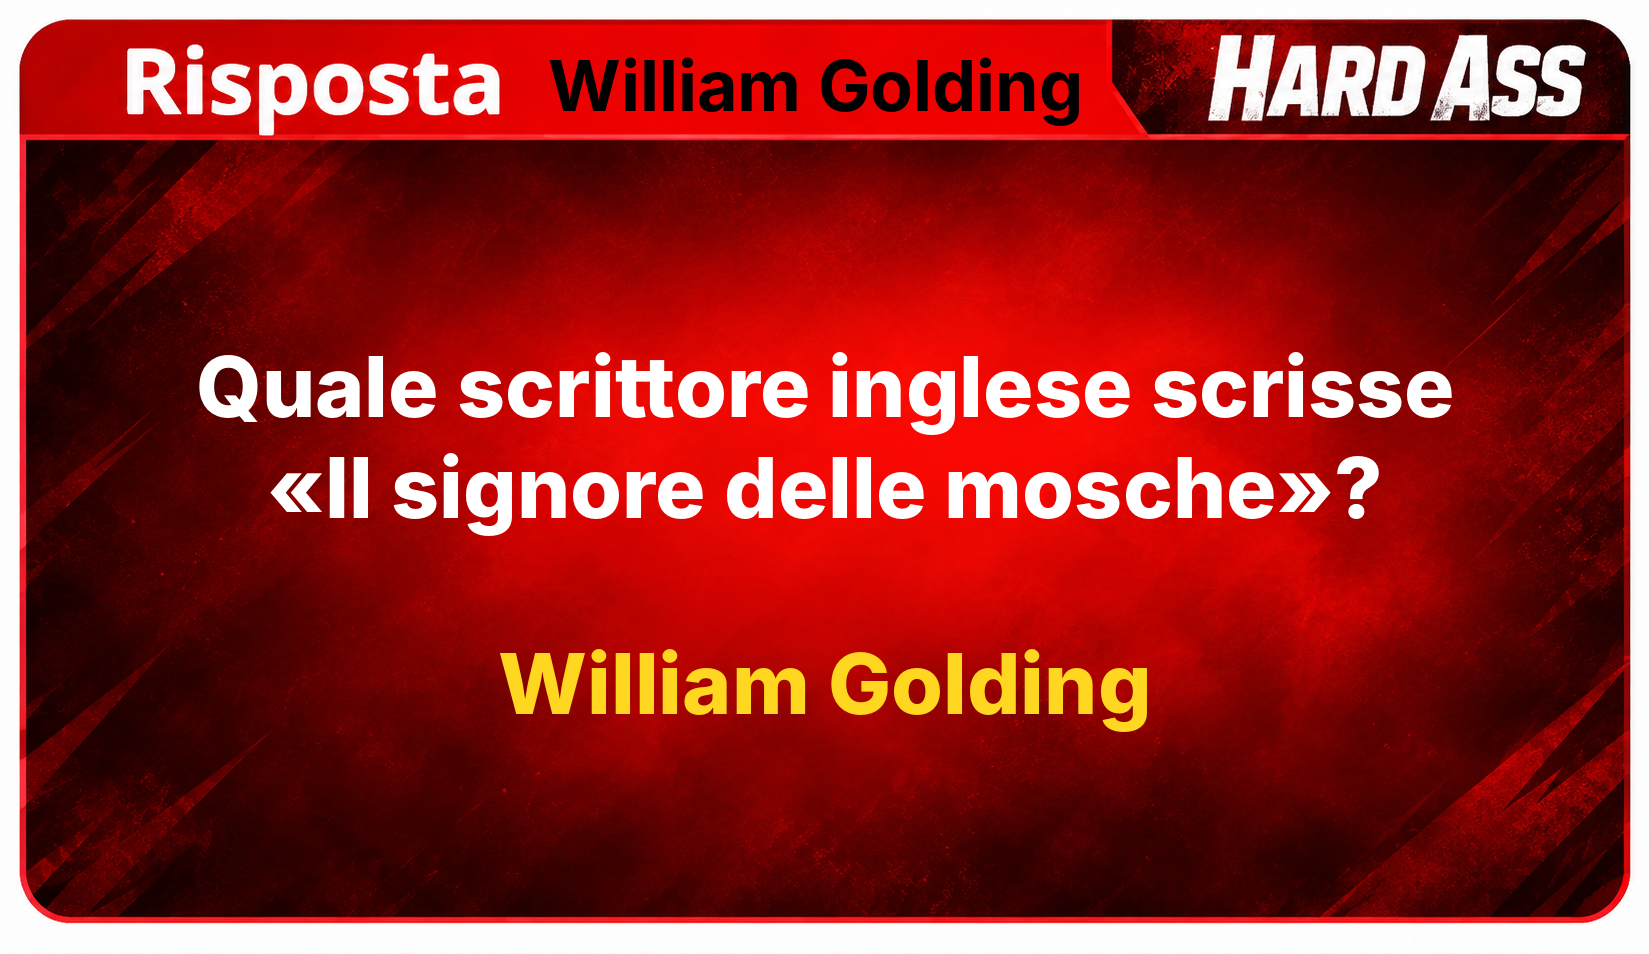 Risposta William Golding HARD ASS
Quale scrittore inglese scrisse
«Il signore delle mosche»?
William Golding